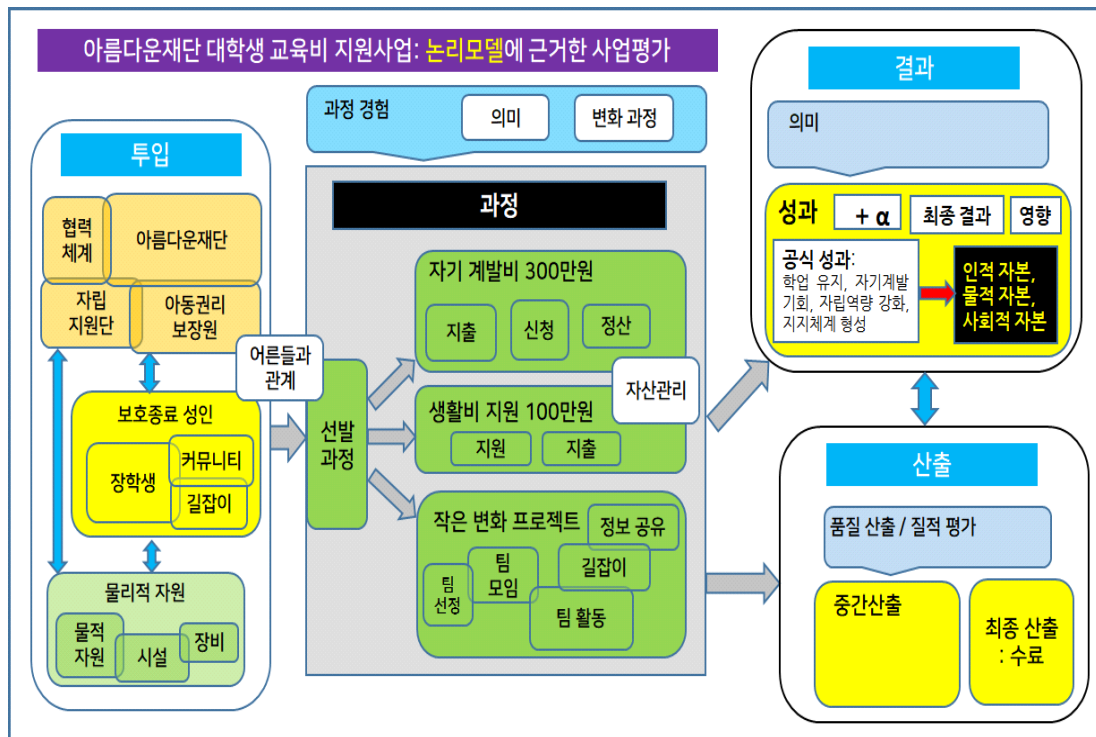 아름다운재단 대학생 교육비 지원사업: 논리모델에 근거한 사업평가
투입
협력
체계
아름다운재단
자립
지원단
아동권리
보장원
보호종료 성인
장학생
커뮤니티
길잡이
물리적 자원
물적
자원
시설
장비
어른들과
관계
과정 경험
의미
변화 과정
과정
선발
과정
자기 계발비 300만원
지출
신청
정산
자산관리
생활비 지원 100만원
지원
지출
작은 변화 프로젝트
정보 공유
팀
선정
팀
모임
길잡이
팀 활동
결과
의미
성과
+ α
최종 결과
영향
공식 성과:
학업 유지, 자기계발
기회, 자립역량 강화,
지지체계 형성
인적 자본,
물적 자본,
사회적 자본
산출
품질 산출 / 질적 평가
중간산출
최종 산출
: 수료